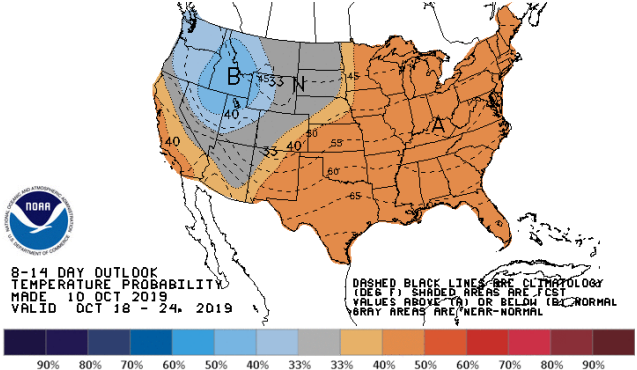 B
45
33
N
45
40
A
40
33
40
50
55
60
65
NATIONAL OCEANIC AND ATMOSPHERIC ADMINISTRATION
NOAA
U.S. DEPARTMENT OF COMMERCE
8-14 DAY OUTLOOK
TEMPERATURE PROBABILITY
MADE 10 OCT 2019
VALID OCT 18 - 24, 2019
DASHED BLACK LINES ARE CLIMATOLOGY
(DEG F) SHADED AREAS ARE FCST
VALUES ABOVE (A) OR BELOW (B) NORMAL
GRAY AREAS ARE NEAR-NORMAL
90% 80% 70% 60% 50% 40% 33% 33% 40% 50% 60% 70% 80% 90%